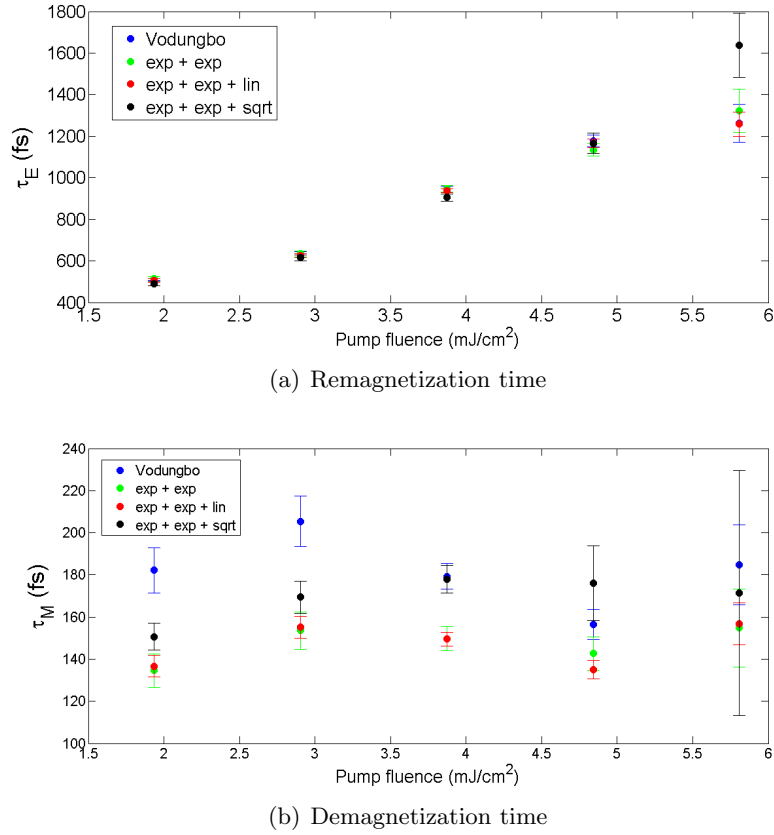 1800
1600
1400
1200
1000
800
600
400
τ_E (fs)
Vodungbo
exp + exp
exp + exp + lin
exp + exp + sqrt
1.5 2 2.5 3 3.5 4 4.5 5 5.5 6
Pump fluence (mJ/cm²)
(a) Remagnetization time
240
220
200
180
160
140
120
100
τ_M (fs)
Vodungbo
exp + exp
exp + exp + lin
exp + exp + sqrt
1.5 2 2.5 3 3.5 4 4.5 5 5.5 6
Pump fluence (mJ/cm²)
(b) Demagnetization time